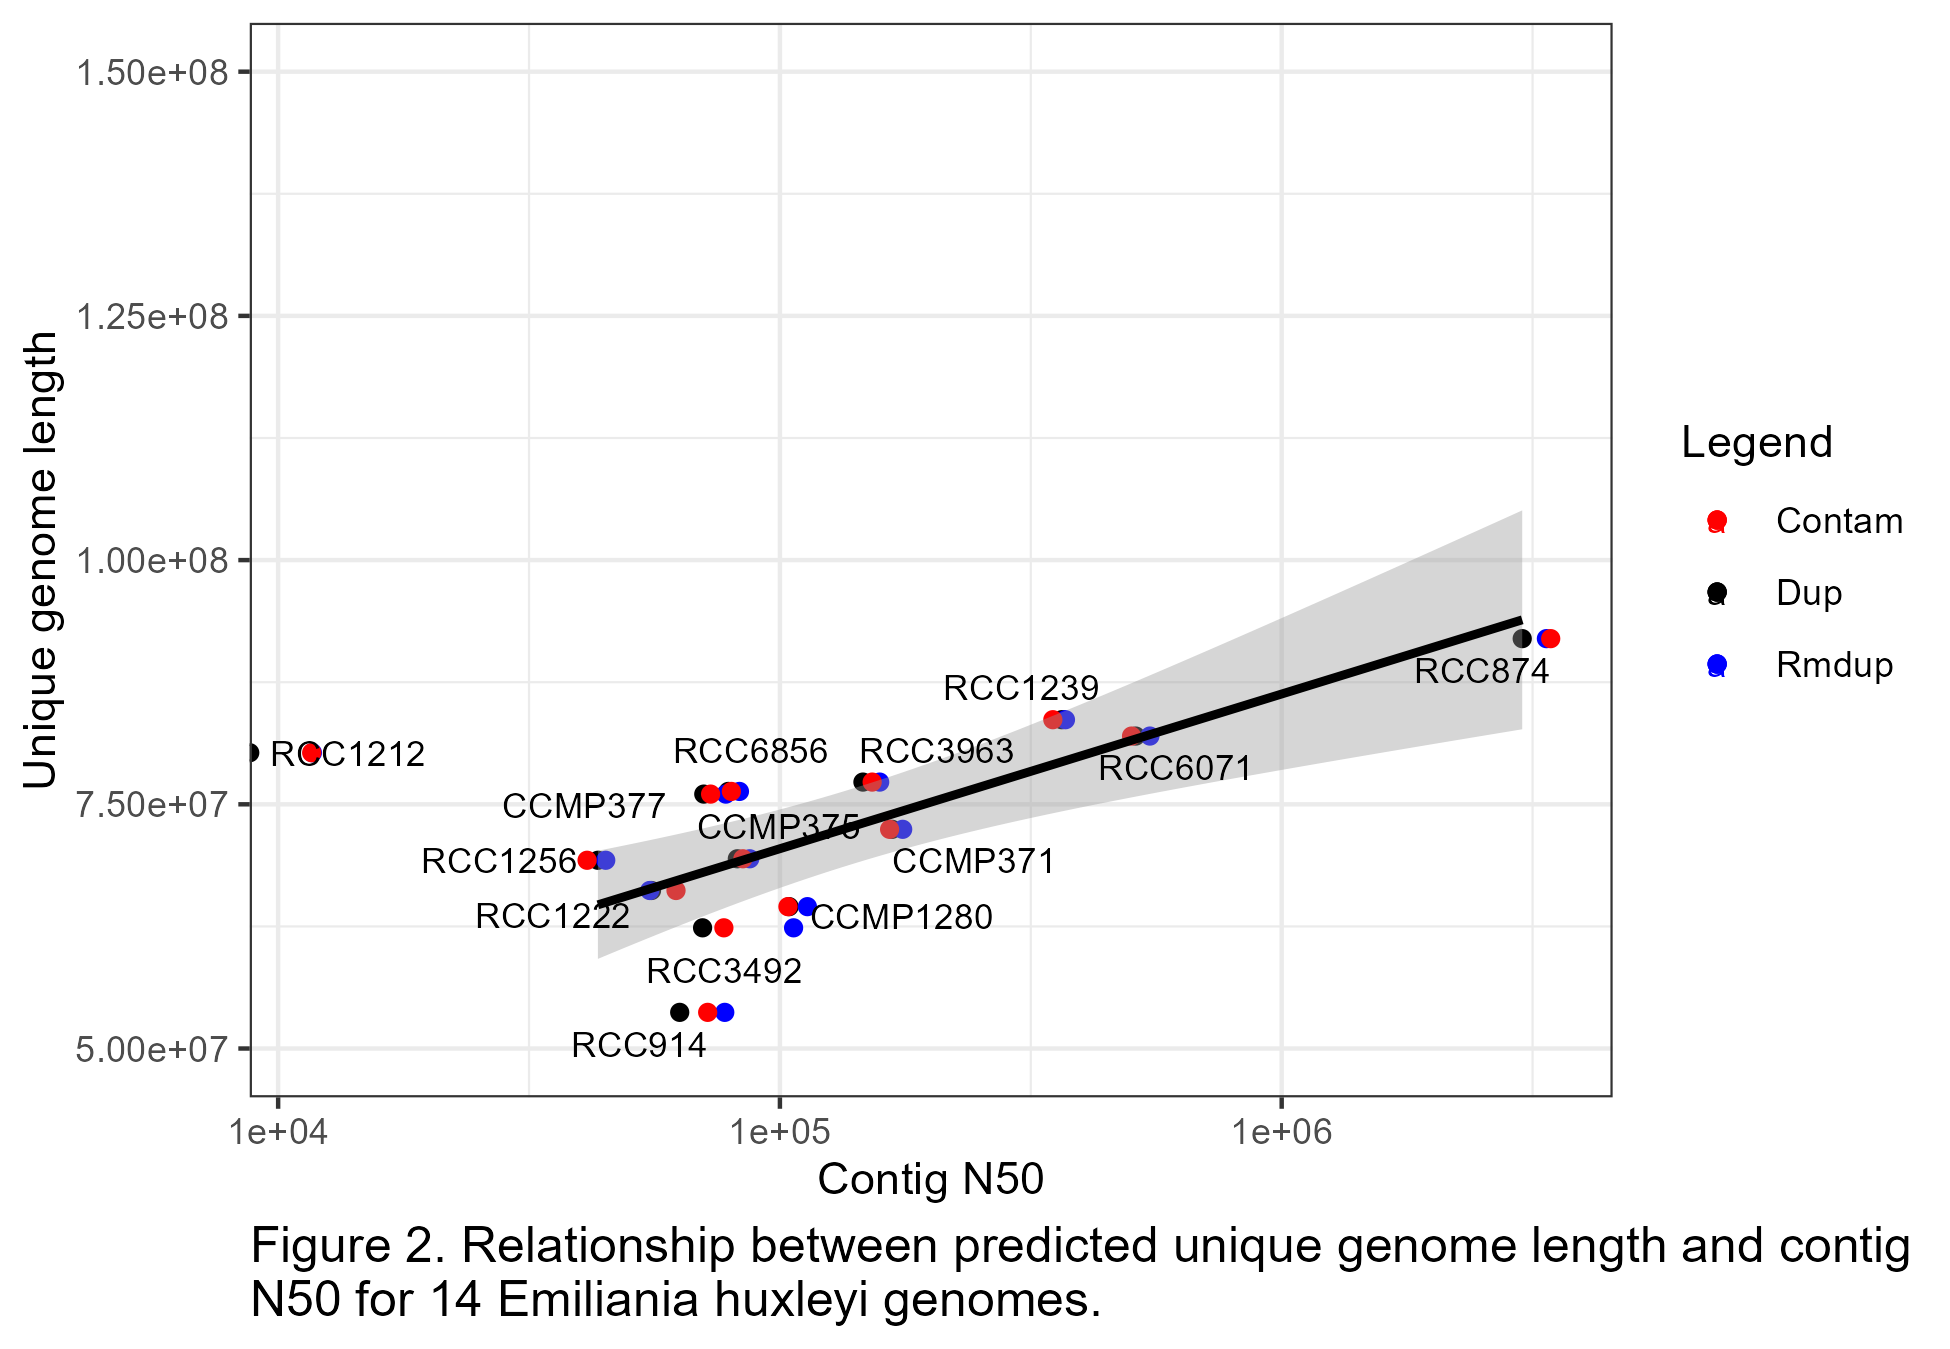 1.50e+08
1.25e+08
1.00e+08
7.50e+07
5.00e+07
Unique genome length
RCC1239
RCC874
RCC1212
RCC6856
RCC3963
RCC6071
CCMP377
CCMP375
RCC1256
CCMP371
RCC1222
CCMP1280
RCC3492
RCC914
1e+04
1e+05
1e+06
Contig N50
Legend
a Contam
a Dup
a Rmdup
Figure 2. Relationship between predicted unique genome length and contig
N50 for 14 Emiliania huxleyi genomes.